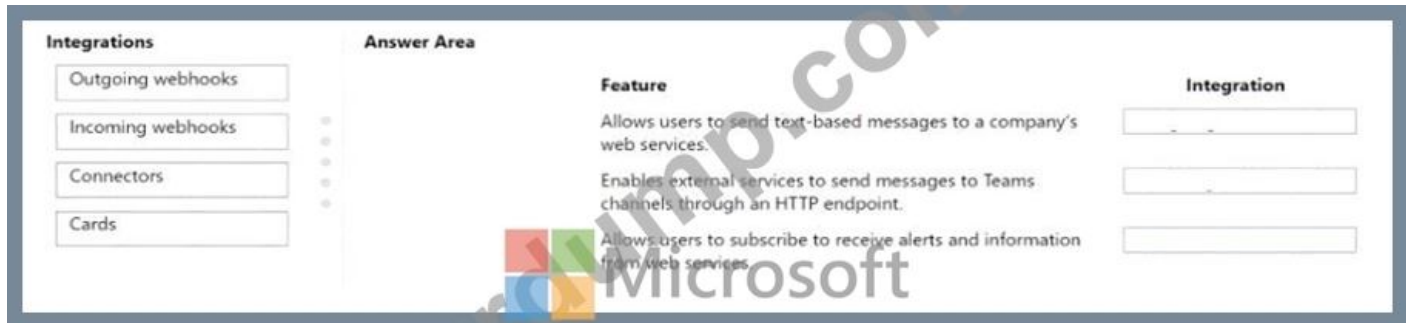 Integrations
Answer Area
Outgoing webhooks
Incoming webhooks
Connectors
Cards
Feature
Integration
Allows users to send text-based messages to a company's
web services.
Enables external services to send messages to Teams
channels through an HTTP endpoint.
Allows users to subscribe to receive alerts and information
from web services.
Microsoft